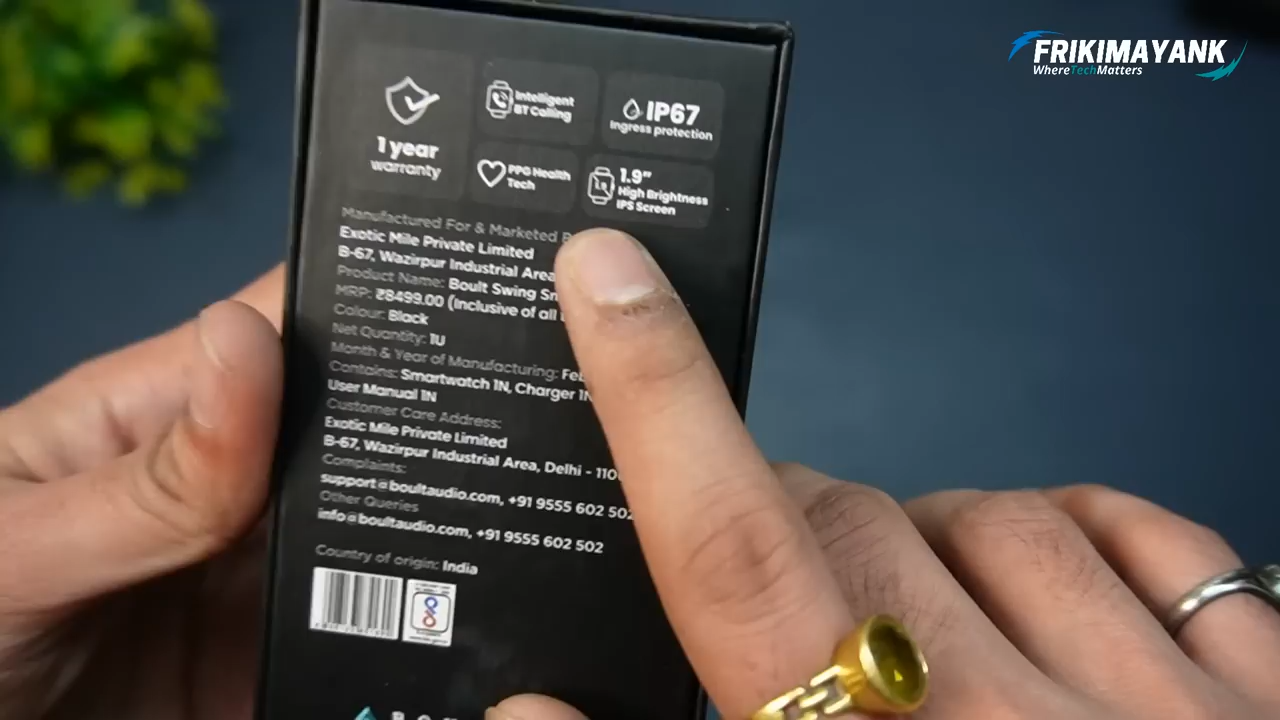 FRIKIMAYANK
WhereTechMatters
1 year
warranty
Intelligent
BT Calling
IP67
Ingress protection
PPG Health
Tech
1.9"
High Brightness
IPS Screen
Manufactured For & Marketed
Exotic Mile Private Limited
B-67, Wazirpur Industrial Area
Product Name: Boult Swing
MRP: ₹8499.00 (Inclusive of all
Colour: Black
Net Quantity: 1U
Month & Year of Manufacturing:
Contains: Smartwatch 1N, Charger 1N
User Manual 1N
Customer Care Address:
Exotic Mile Private Limited
B-67, Wazirpur Industrial Area, Delhi - 110
Complaints:
support@boultaudio.com, +91 9555 602 502
Other Queries
info@boultaudio.com, +91 9555 602 502
Country of origin: India